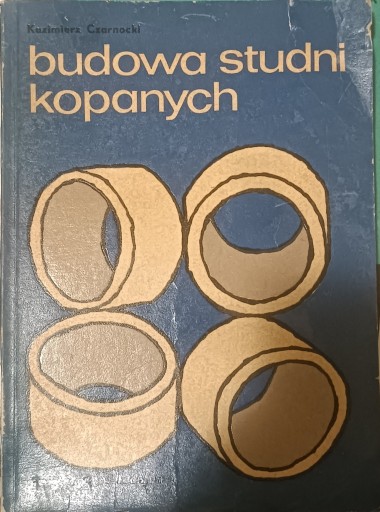 Kazimierz Czarnocki
budowa studni
kopanych